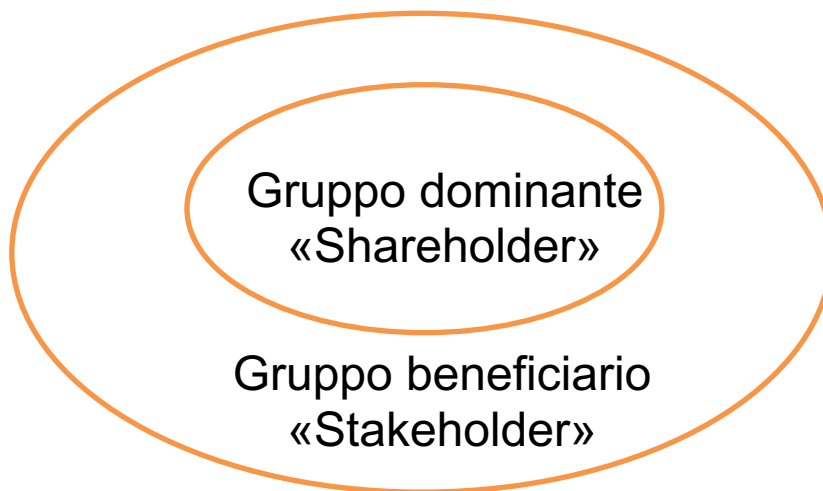 Gruppo dominante
«Shareholder»
Gruppo beneficiario
«Stakeholder»